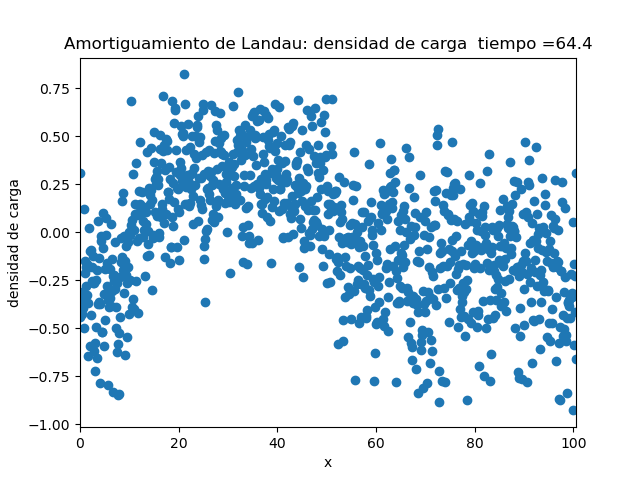 Amortiguamiento de Landau: densidad de carga  tiempo =64.4
densidad de carga
0.75
0.50
0.25
0.00
−0.25
−0.50
−0.75
−1.00
0 20 40 60 80 100
x